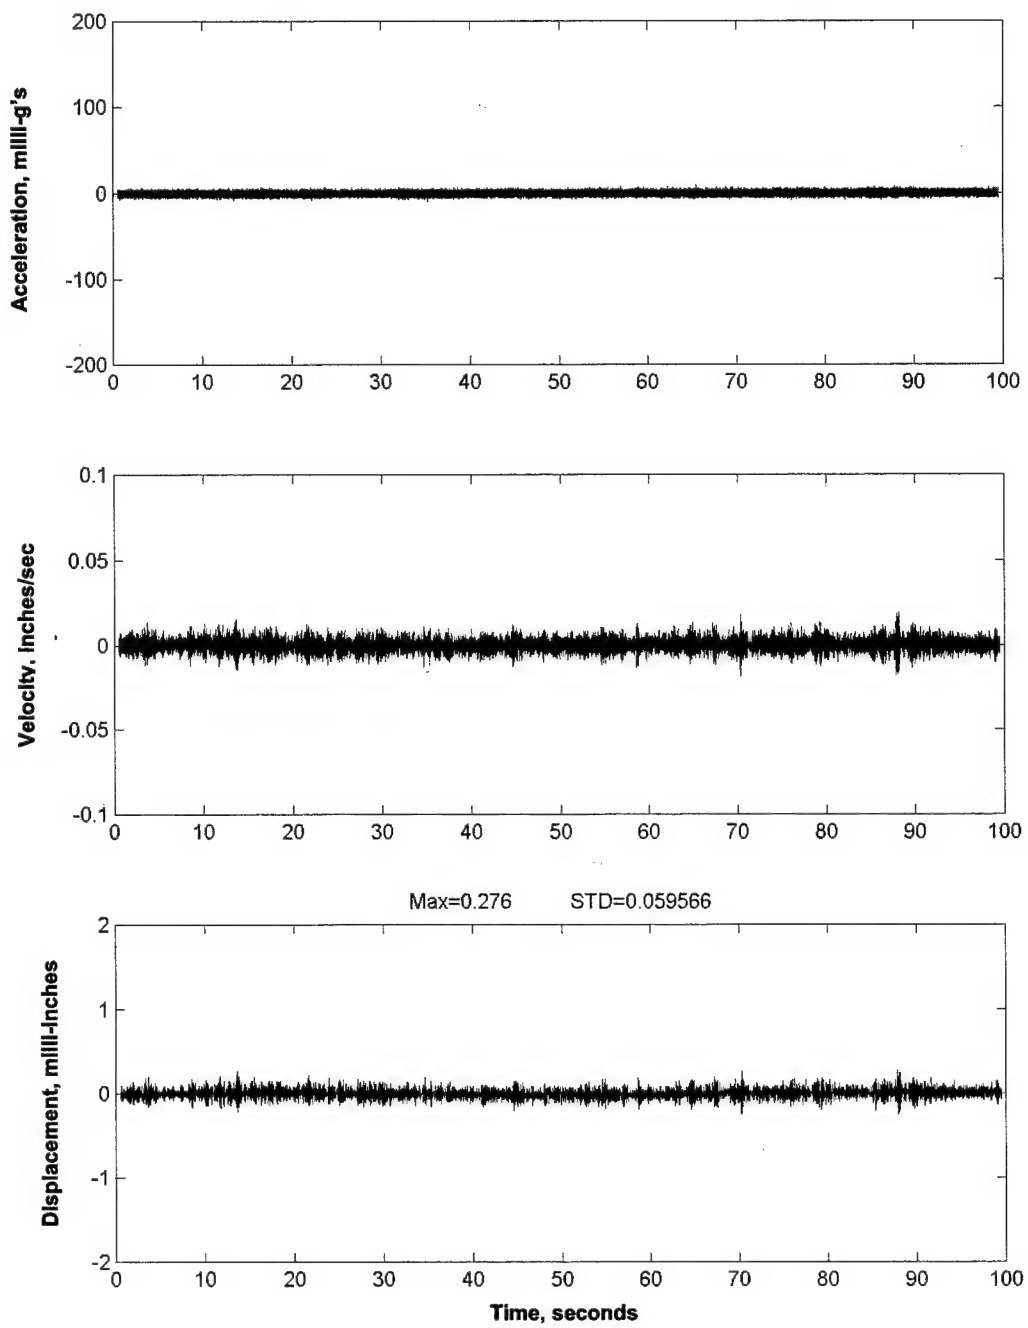 Acceleration, milli-g's
200
100
0
-100
-200
0 10 20 30 40 50 60 70 80 90 100
Velocity, inches/sec
0.1
0.05
0
-0.05
-0.1
0 10 20 30 40 50 60 70 80 90 100
Max=0.276 STD=0.059566
Displacement, milli-inches
2
1
0
-1
-2
0 10 20 30 40 50 60 70 80 90 100
Time, seconds